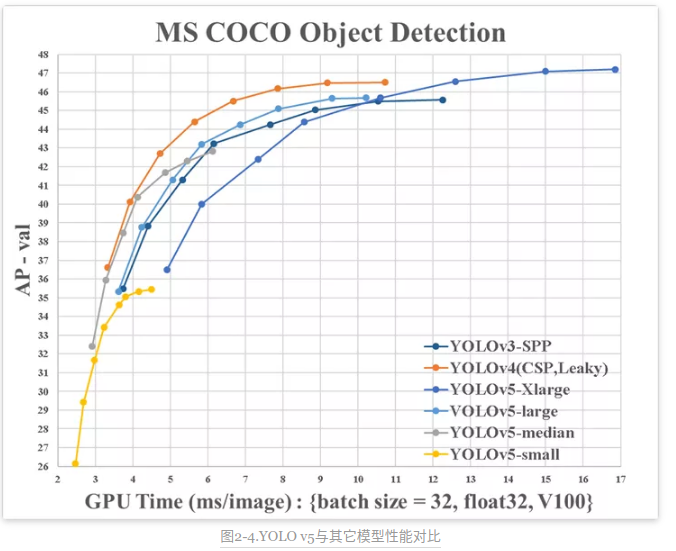 MS COCO Object Detection
48
47
46
45
44
43
42
41
40
39
38
37
36
35
34
33
32
31
30
29
28
27
26
AP - val
YOLOv3-SPP
YOLOv4(CSP,Leaky)
YOLOv5-Xlarge
VOLOv5-large
YOLOv5-median
YOLOv5-small
2 3 4 5 6 7 8 9 10 11 12 13 14 15 16 17
GPU Time (ms/image) : {batch size = 32, float32, V100}
图2-4.YOLO v5与其它模型性能对比